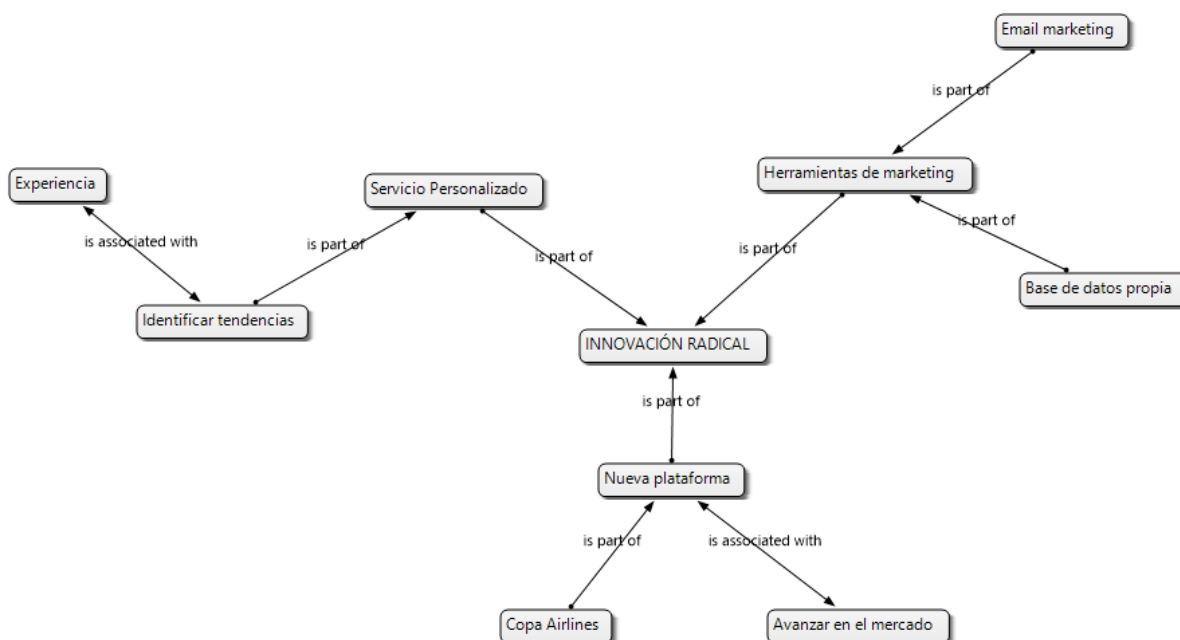 Email marketing
is part of
Herramientas de marketing
Experiencia
Servicio Personalizado
is part of
is associated with
is part of
is part of
is part of
Base de datos propia
Identificar tendencias
INNOVACIÓN RADICAL
is part of
Nueva plataforma
is part of
is associated with
Copa Airlines
Avanzar en el mercado